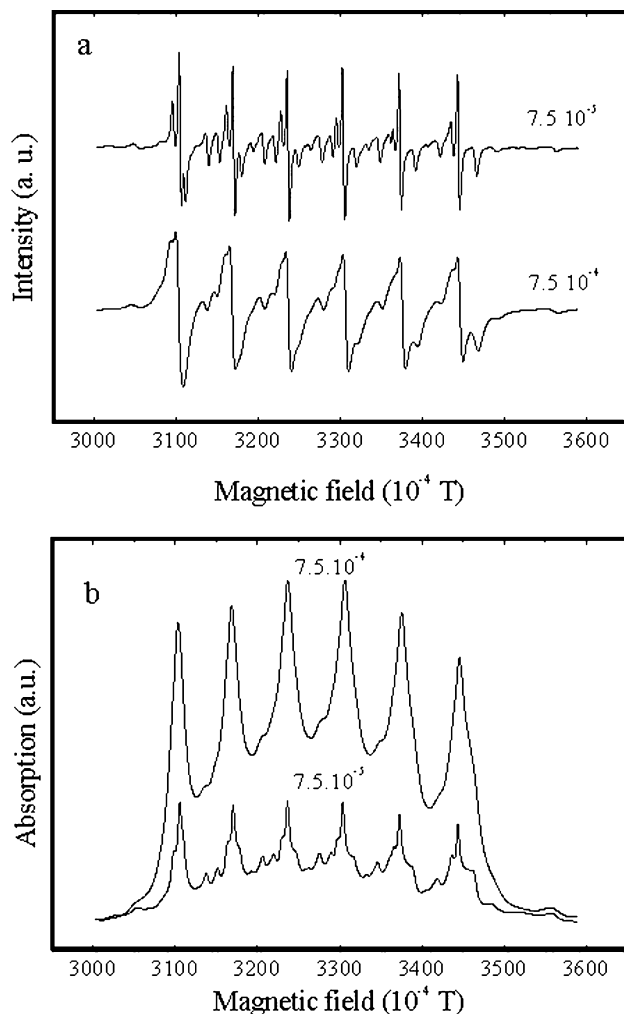 a
7.5 10⁻⁵
7.5 10⁻⁴
Intensity (a. u.)
3000 3100 3200 3300 3400 3500 3600
Magnetic field (10⁻⁴ T)
b
7.5.10⁻⁴
7.5.10⁻⁵
Absorption (a.u.)
3000 3100 3200 3300 3400 3500 3600
Magnetic field (10⁻⁴ T)